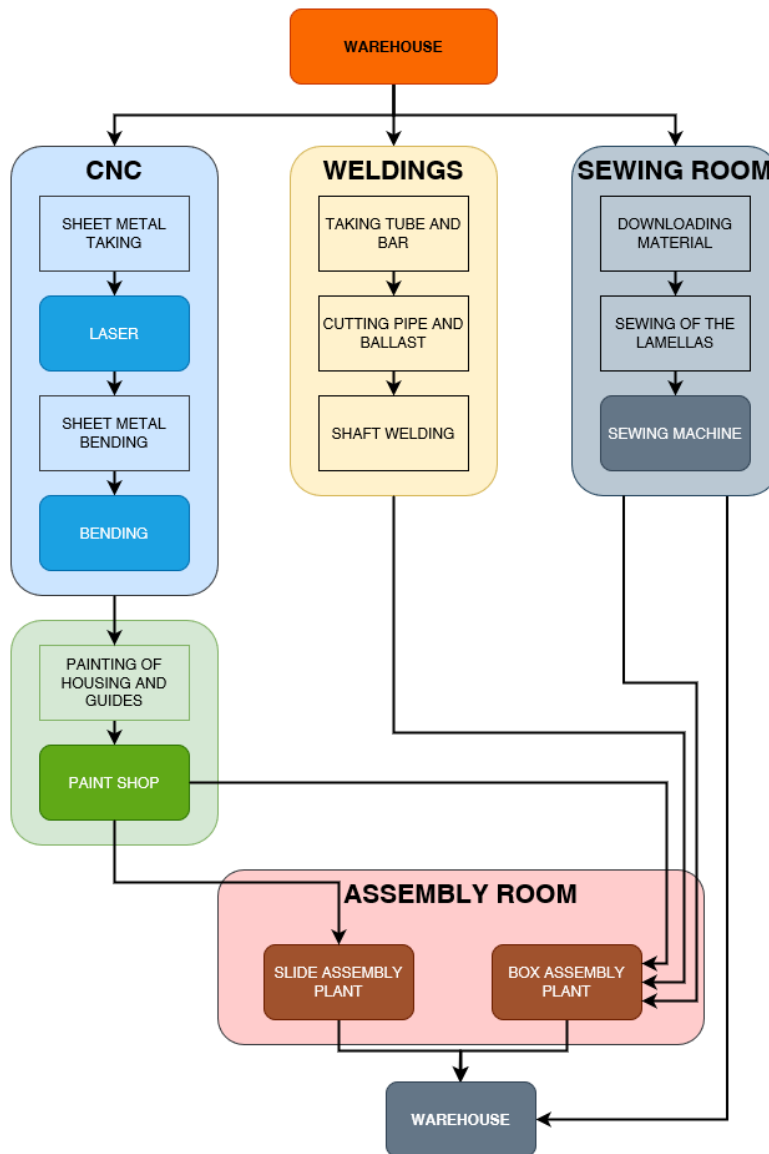 WAREHOUSE
CNC
SHEET METAL
TAKING
LASER
SHEET METAL
BENDING
BENDING
WELDINGS
TAKING TUBE AND
BAR
CUTTING PIPE AND
BALLAST
SHAFT WELDING
SEWING ROOM
DOWNLOADING
MATERIAL
SEWING OF THE
LAMELLAS
SEWING MACHINE
PAINTING OF
HOUSING AND
GUIDES
PAINT SHOP
ASSEMBLY ROOM
SLIDE ASSEMBLY
PLANT
BOX ASSEMBLY
PLANT
WAREHOUSE